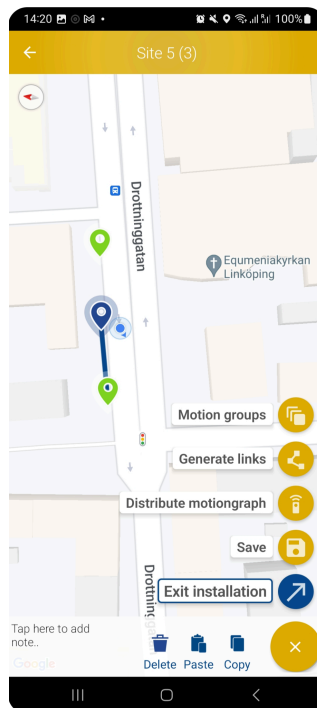 14:20
100%
Site 5 (3)
Drottninggatan
Equmeniakyrkan
Linköping
Motion groups
Generate links
Distribute motiongraph
Save
Exit installation
Tap here to add
note..
Google
Delete Paste Copy